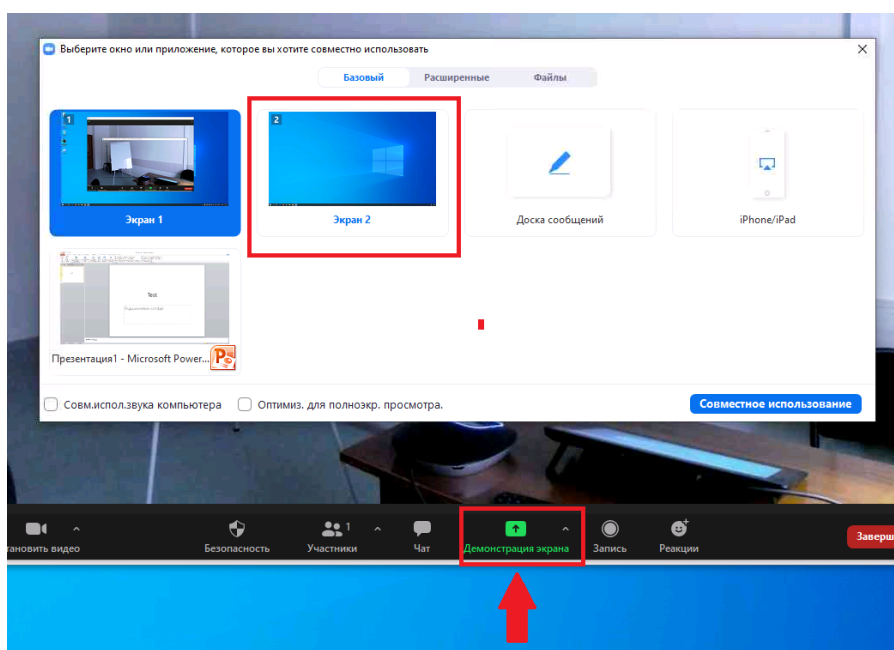 Выберите окно или приложение, которое вы хотите совместно использовать
Базовый Расширенные Файлы
1
2
Экран 1
Экран 2
Доска сообщений
iPhone/iPad
Test
Презентация1 - Microsoft Power...
Совм.испол.звука компьютера
Оптимиз. для полноэкр. просмотра.
Совместное использование
1
тановить видео
Безопасность
Участники
Чат
Демонстрация экрана
Запись
Реакции
Заверш